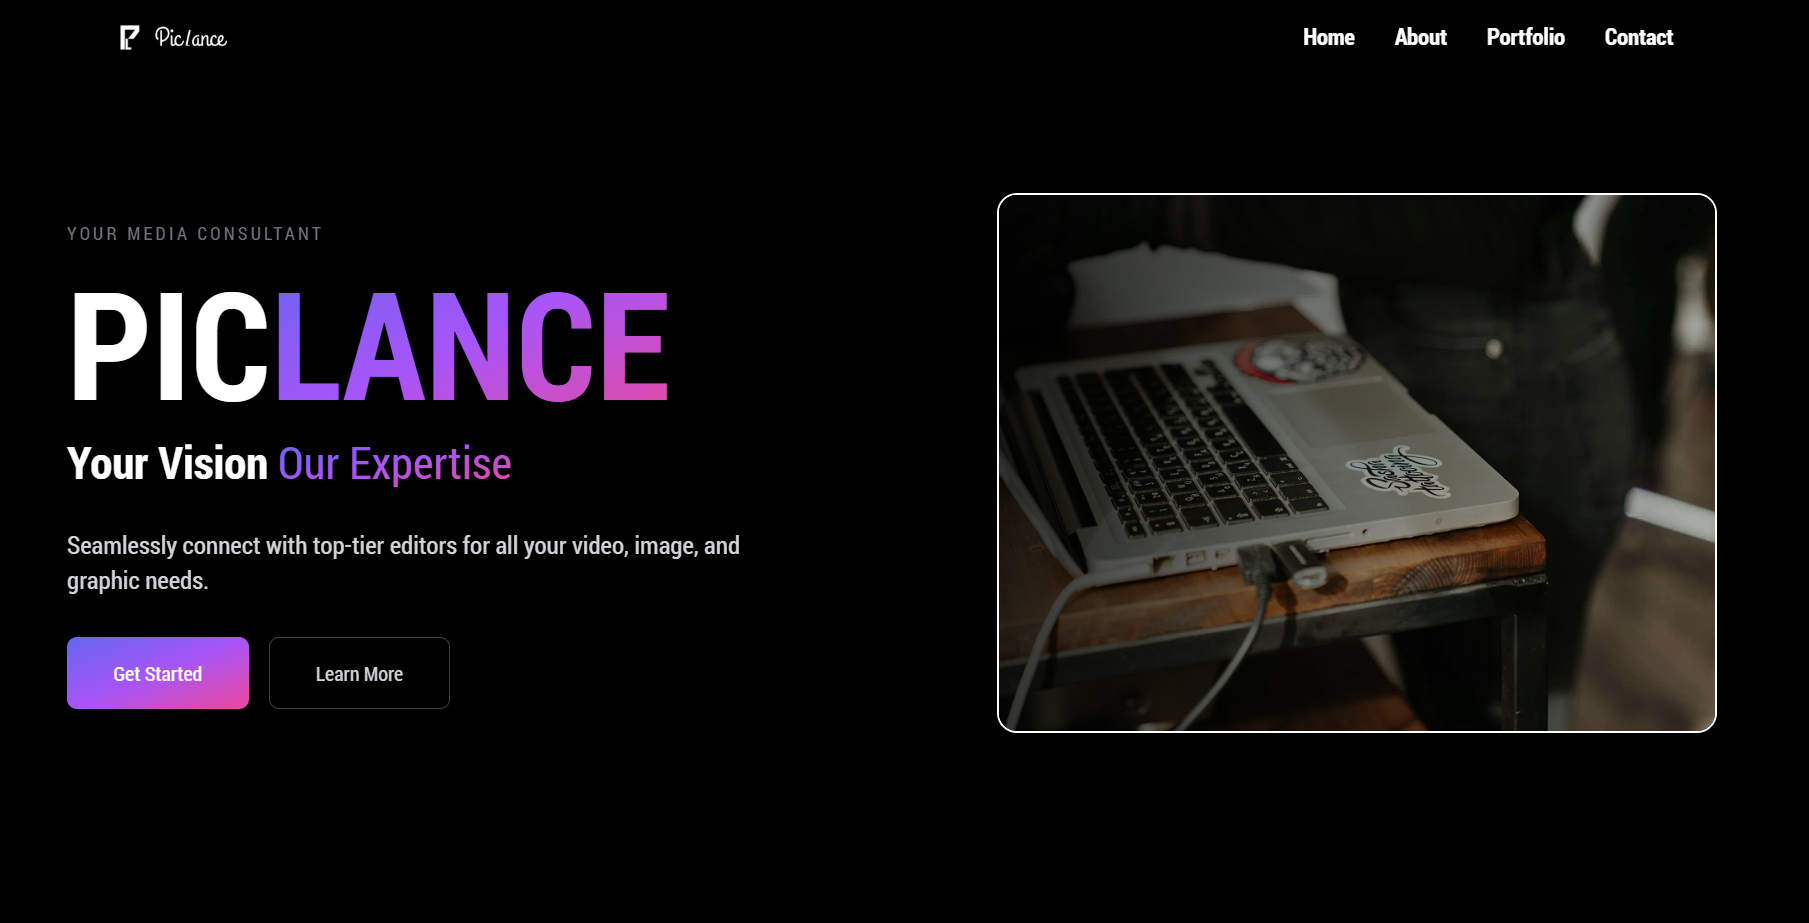 Piclance
Home About Portfolio Contact
YOUR MEDIA CONSULTANT
PICLANCE
Your Vision Our Expertise
Seamlessly connect with top-tier editors for all your video, image, and
graphic needs.
Get Started
Learn More